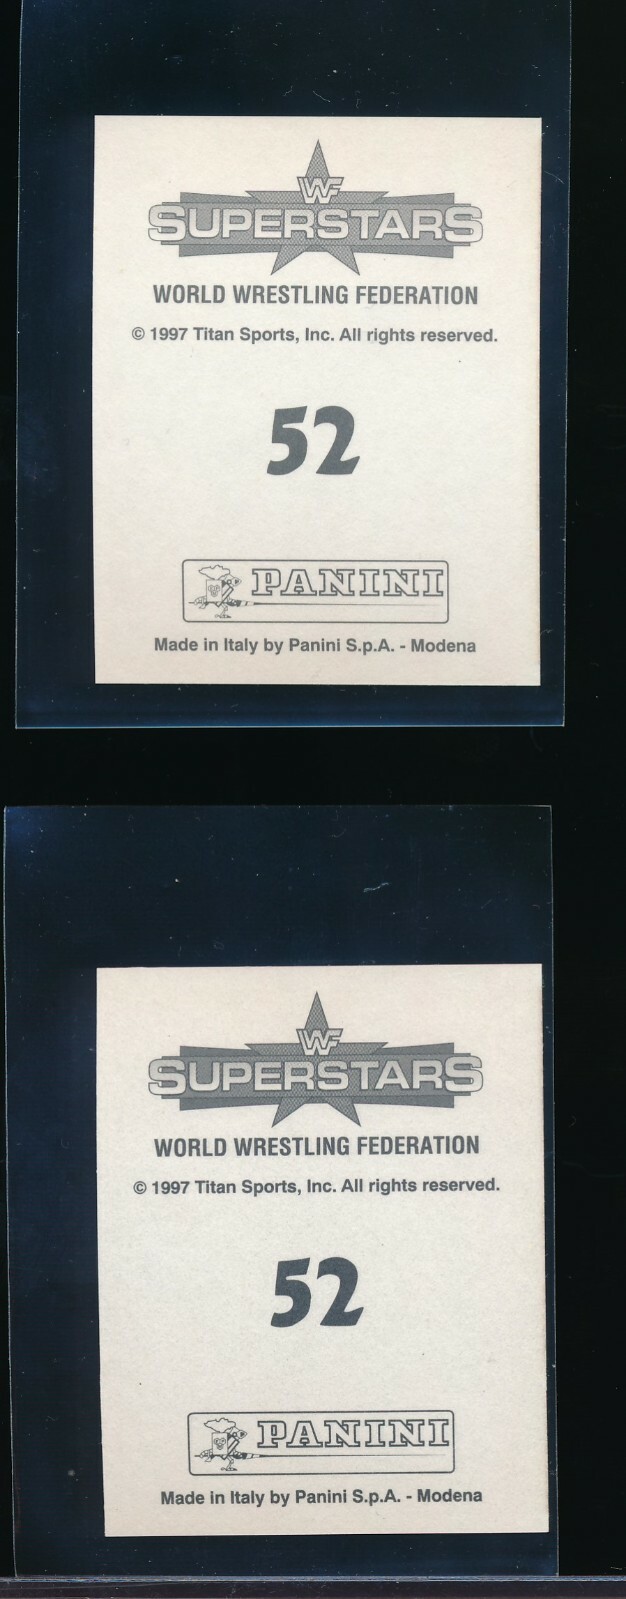 WF
SUPERSTARS
WORLD WRESTLING FEDERATION
© 1997 Titan Sports, Inc. All rights reserved.
52
PANINI
Made in Italy by Panini S.p.A. - Modena
WF
SUPERSTARS
WORLD WRESTLING FEDERATION
© 1997 Titan Sports, Inc. All rights reserved.
52
PANINI
Made in Italy by Panini S.p.A. - Modena